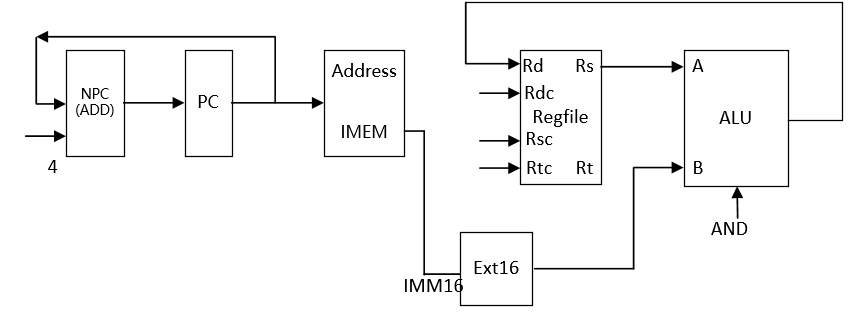 NPC
(ADD)
4
PC
Address
IMEM
IMM16
Ext16
Rd Rs
Rdc
Regfile
Rsc
Rtc Rt
A
ALU
B
AND